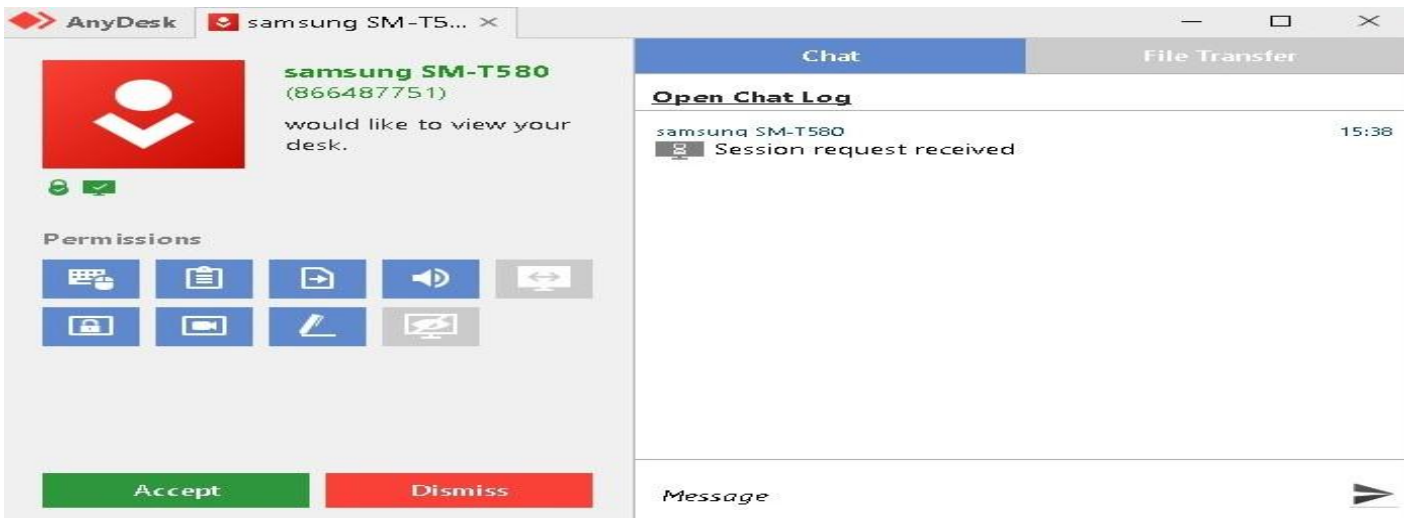 AnyDesk
samsung SM-T5...
samsung SM-T580
(866487751)
would like to view your
desk.
Permissions
Accept
Dismiss
Chat
File Transfer
Open Chat Log
samsung SM-T580 15:38
Session request received
Message